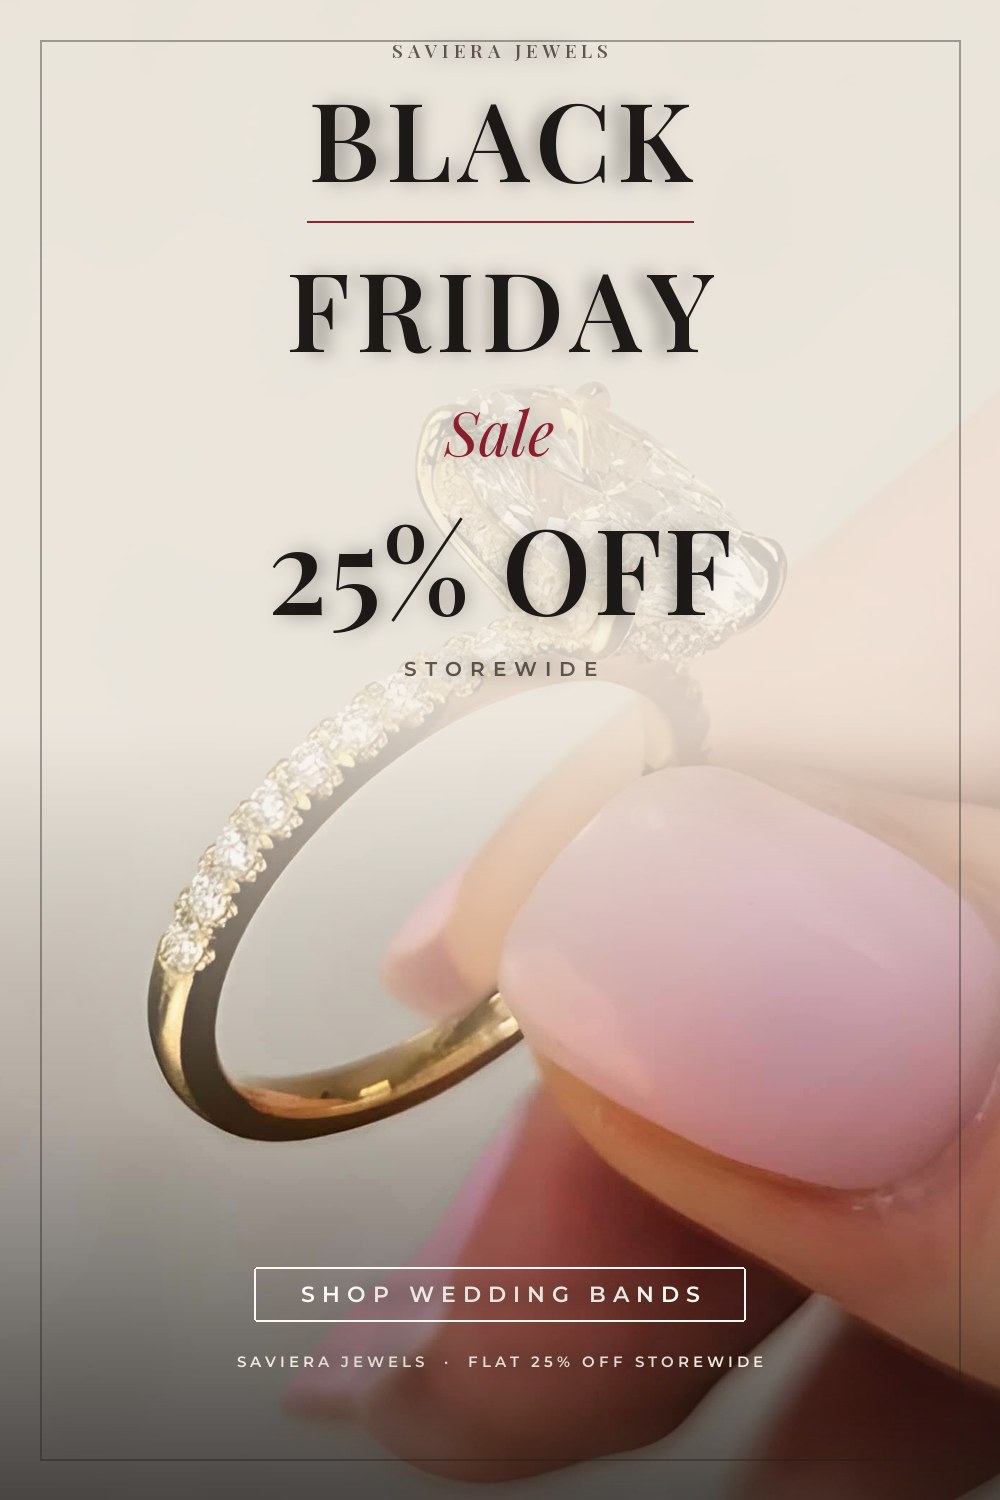 SAVIERA JEWELS
BLACK
FRIDAY
Sale
25% OFF
STOREWIDE
SHOP WEDDING BANDS
SAVIERA JEWELS · FLAT 25% OFF STOREWIDE